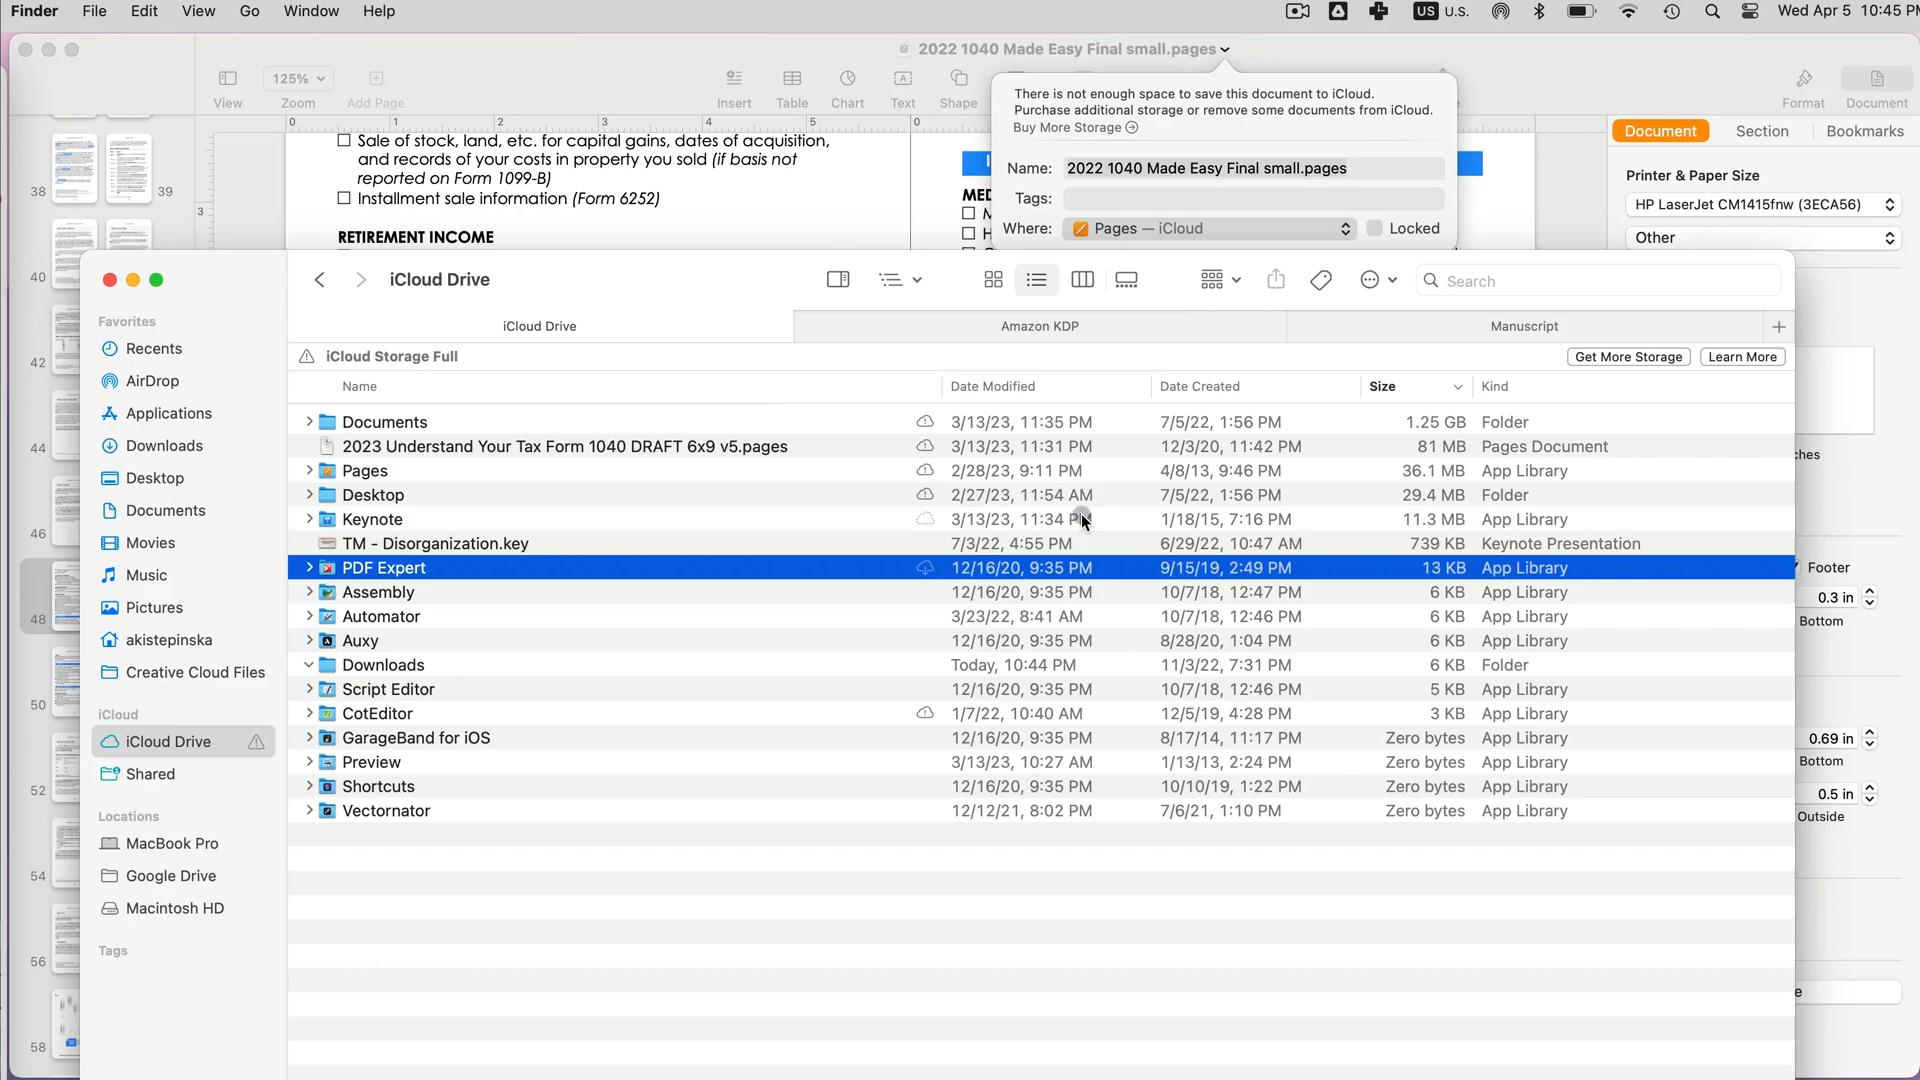 Finder File Edit View Go Window Help US U.S. Wed Apr 5 10:45 PM
2022 1040 Made Easy Final small.pages
125%
View Zoom Add Page Insert Table Chart Text Shape Format Document
0 1 2 3 4 5 0
There is not enough space to save this document to iCloud.
Purchase additional storage or remove some documents from iCloud.
Buy More Storage
Name: 2022 1040 Made Easy Final small.pages
Tags:
Where: Pages — iCloud Locked
Document Section Bookmarks
Printer & Paper Size
HP LaserJet CM1415fnw (3ECA56)
Other
ches
Footer
0.3 in
Bottom
0.69 in
Bottom
0.5 in
Outside
e
38 39
40
42
44
46
48
50
52
54
56
58
3
Sale of stock, land, etc. for capital gains, dates of acquisition,
and records of your costs in property you sold (if basis not
reported on Form 1099-B)
Installment sale information (Form 6252)
RETIREMENT INCOME
MED
iCloud Drive
Search
iCloud Drive Amazon KDP Manuscript
iCloud Storage Full Get More Storage Learn More
Favorites
Recents
AirDrop
Applications
Downloads
Desktop
Documents
Movies
Music
Pictures
akistepinska
Creative Cloud Files
iCloud
iCloud Drive
Shared
Locations
MacBook Pro
Google Drive
Macintosh HD
Tags
Name Date Modified Date Created Size Kind
Documents 3/13/23, 11:35 PM 7/5/22, 1:56 PM 1.25 GB Folder
2023 Understand Your Tax Form 1040 DRAFT 6x9 v5.pages 3/13/23, 11:31 PM 12/3/20, 11:42 PM 81 MB Pages Document
Pages 2/28/23, 9:11 PM 4/8/13, 9:46 PM 36.1 MB App Library
Desktop 2/27/23, 11:54 AM 7/5/22, 1:56 PM 29.4 MB Folder
Keynote 3/13/23, 11:34 PM 1/18/15, 7:16 PM 11.3 MB App Library
TM - Disorganization.key 7/3/22, 4:55 PM 6/29/22, 10:47 AM 739 KB Keynote Presentation
PDF Expert 12/16/20, 9:35 PM 9/15/19, 2:49 PM 13 KB App Library
Assembly 12/16/20, 9:35 PM 10/7/18, 12:47 PM 6 KB App Library
Automator 3/23/22, 8:41 AM 10/7/18, 12:46 PM 6 KB App Library
Auxy 12/16/20, 9:35 PM 8/28/20, 1:04 PM 6 KB App Library
Downloads Today, 10:44 PM 11/3/22, 7:31 PM 6 KB Folder
Script Editor 12/16/20, 9:35 PM 10/7/18, 12:46 PM 5 KB App Library
CotEditor 1/7/22, 10:40 AM 12/5/19, 4:28 PM 3 KB App Library
GarageBand for iOS 12/16/20, 9:35 PM 8/17/14, 11:17 PM Zero bytes App Library
Preview 3/13/23, 10:27 AM 1/13/13, 2:24 PM Zero bytes App Library
Shortcuts 12/16/20, 9:35 PM 10/10/19, 1:22 PM Zero bytes App Library
Vectornator 12/12/21, 8:02 PM 7/6/21, 1:10 PM Zero bytes App Library